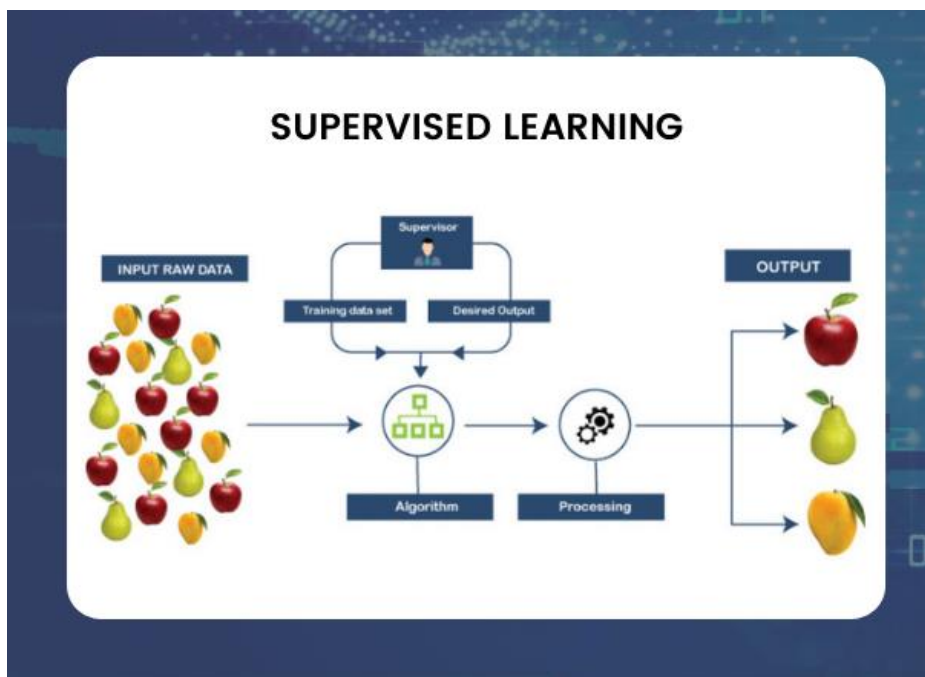 SUPERVISED LEARNING
Supervisor
INPUT RAW DATA
OUTPUT
Training data set
Desired Output
Algorithm
Processing